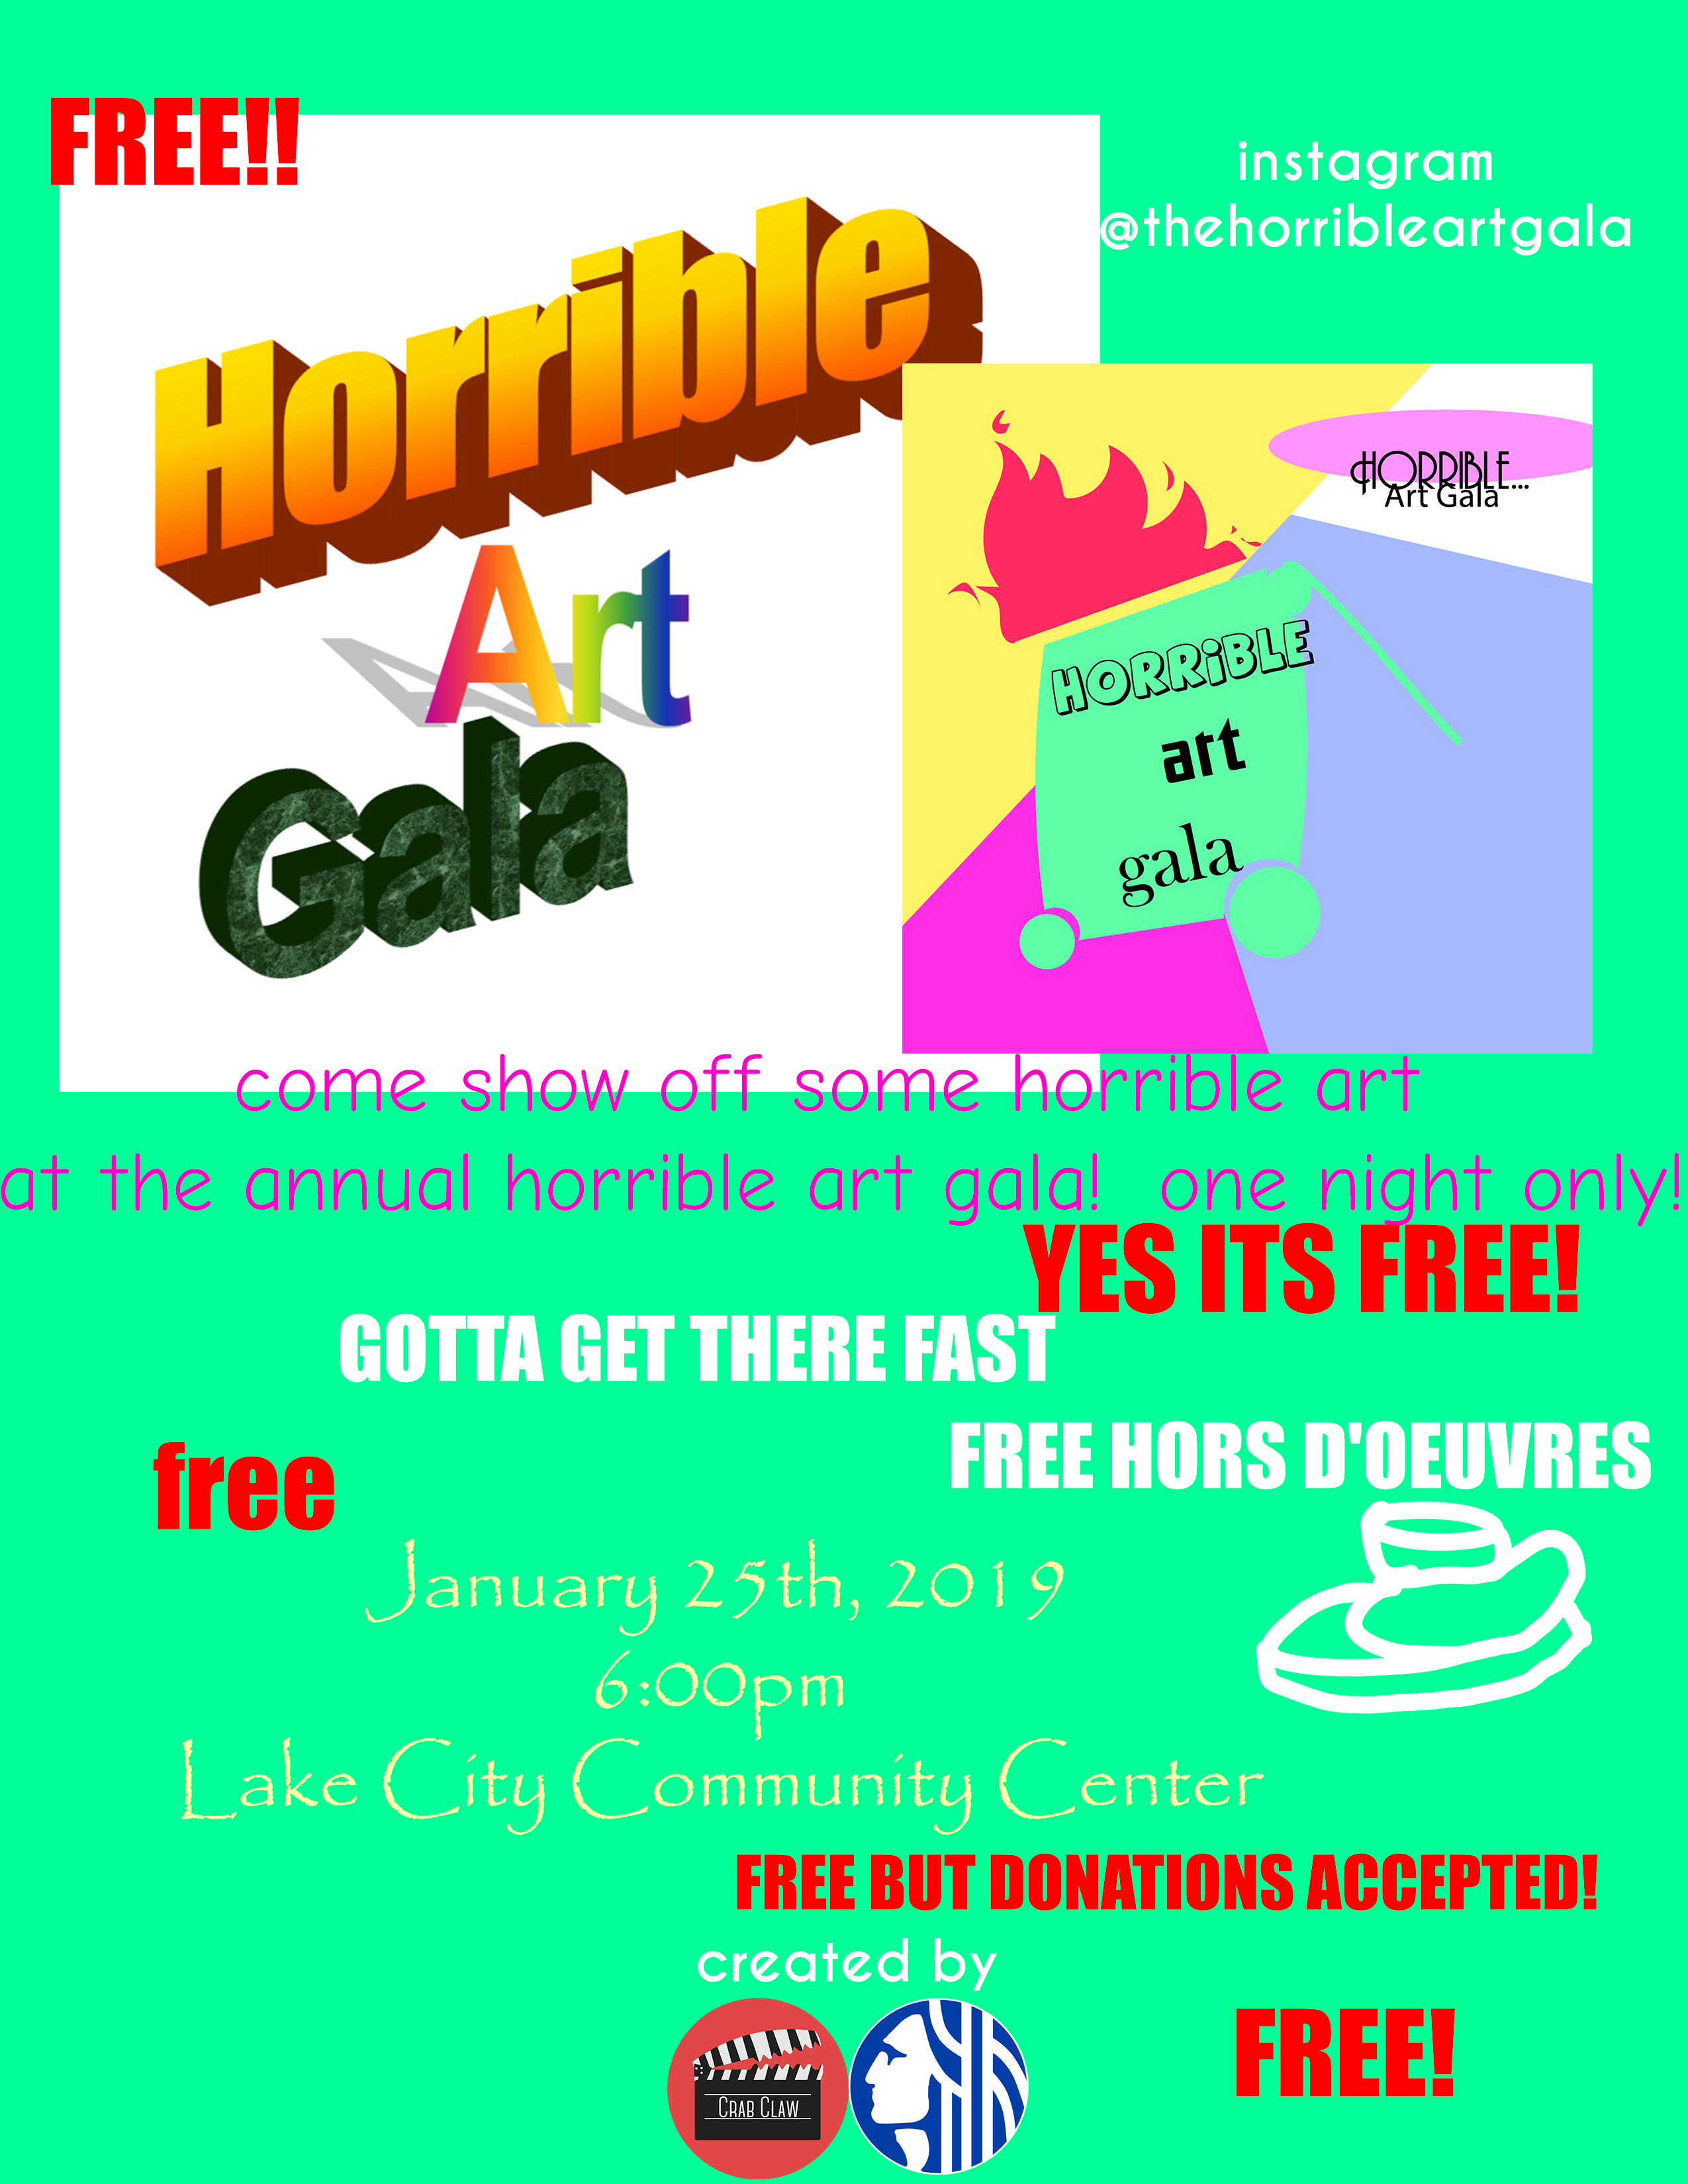 FREE!!
instagram
@thehorribleartgala
Horrible
Art
Gala
HORRIBLE...
Art Gala
HORRiBLE
art
gala
come show off some horrible art
at the annual horrible art gala! one night only!
YES ITS FREE!
GOTTA GET THERE FAST
FREE HORS D'OEUVRES
free
January 25th, 2019
6:00pm
Lake City Community Center
FREE BUT DONATIONS ACCEPTED!
created by
CRAB CLAW
FREE!